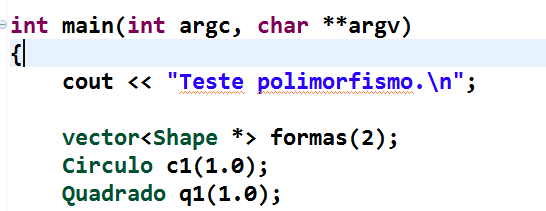 int main(int argc, char **argv)
{
cout << "Teste polimorfismo.\n";
vector<Shape *> formas(2);
Circulo c1(1.0);
Quadrado q1(1.0);